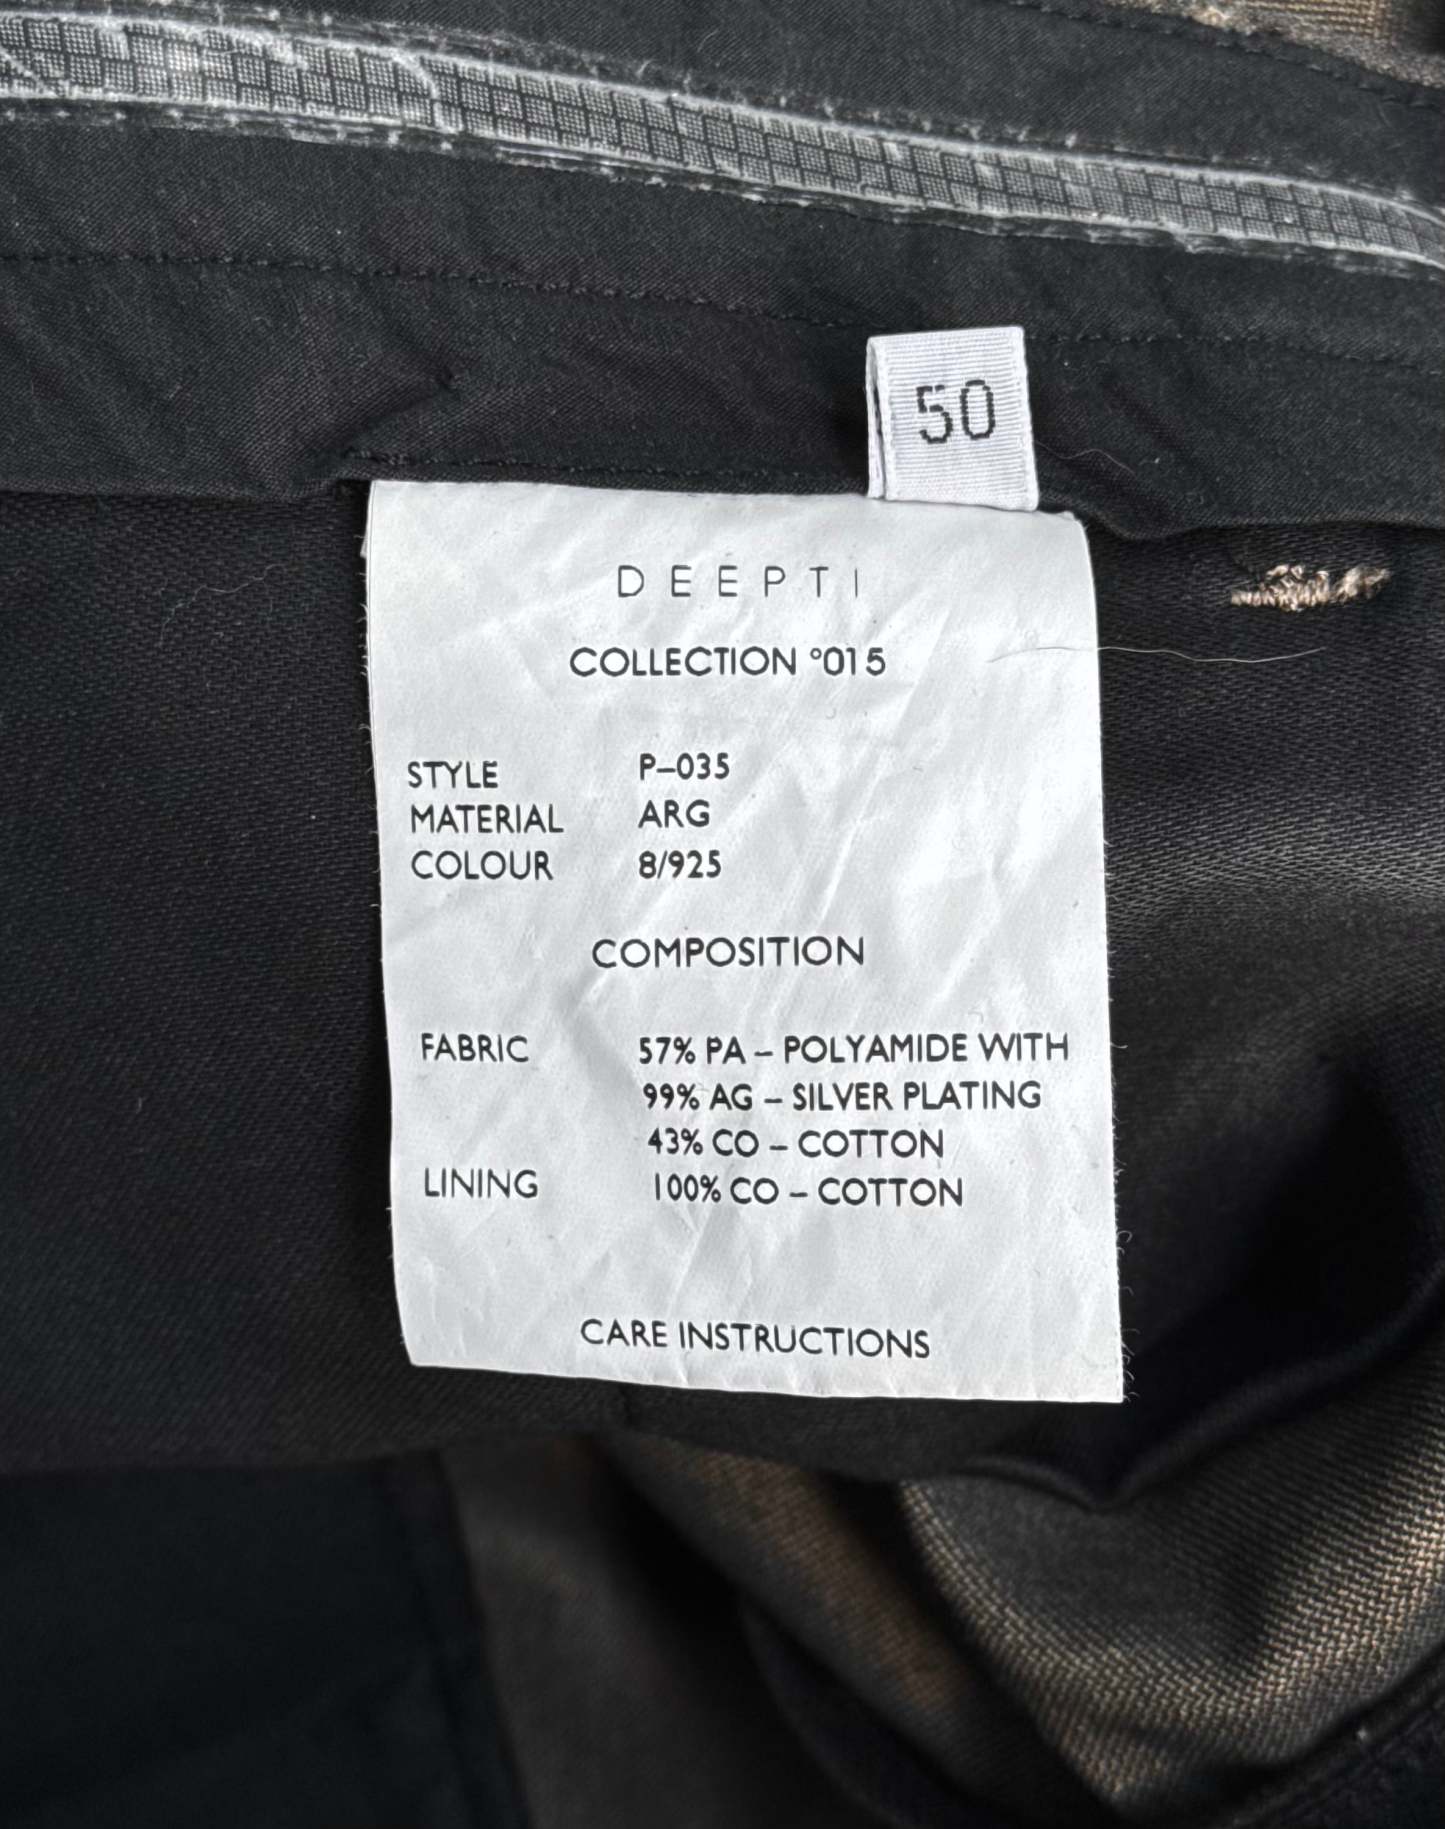 50
DEEPTI
COLLECTION °015
STYLE P–035
MATERIAL ARG
COLOUR 8/925
COMPOSITION
FABRIC 57% PA – POLYAMIDE WITH
99% AG – SILVER PLATING
43% CO – COTTON
LINING 100% CO – COTTON
CARE INSTRUCTIONS